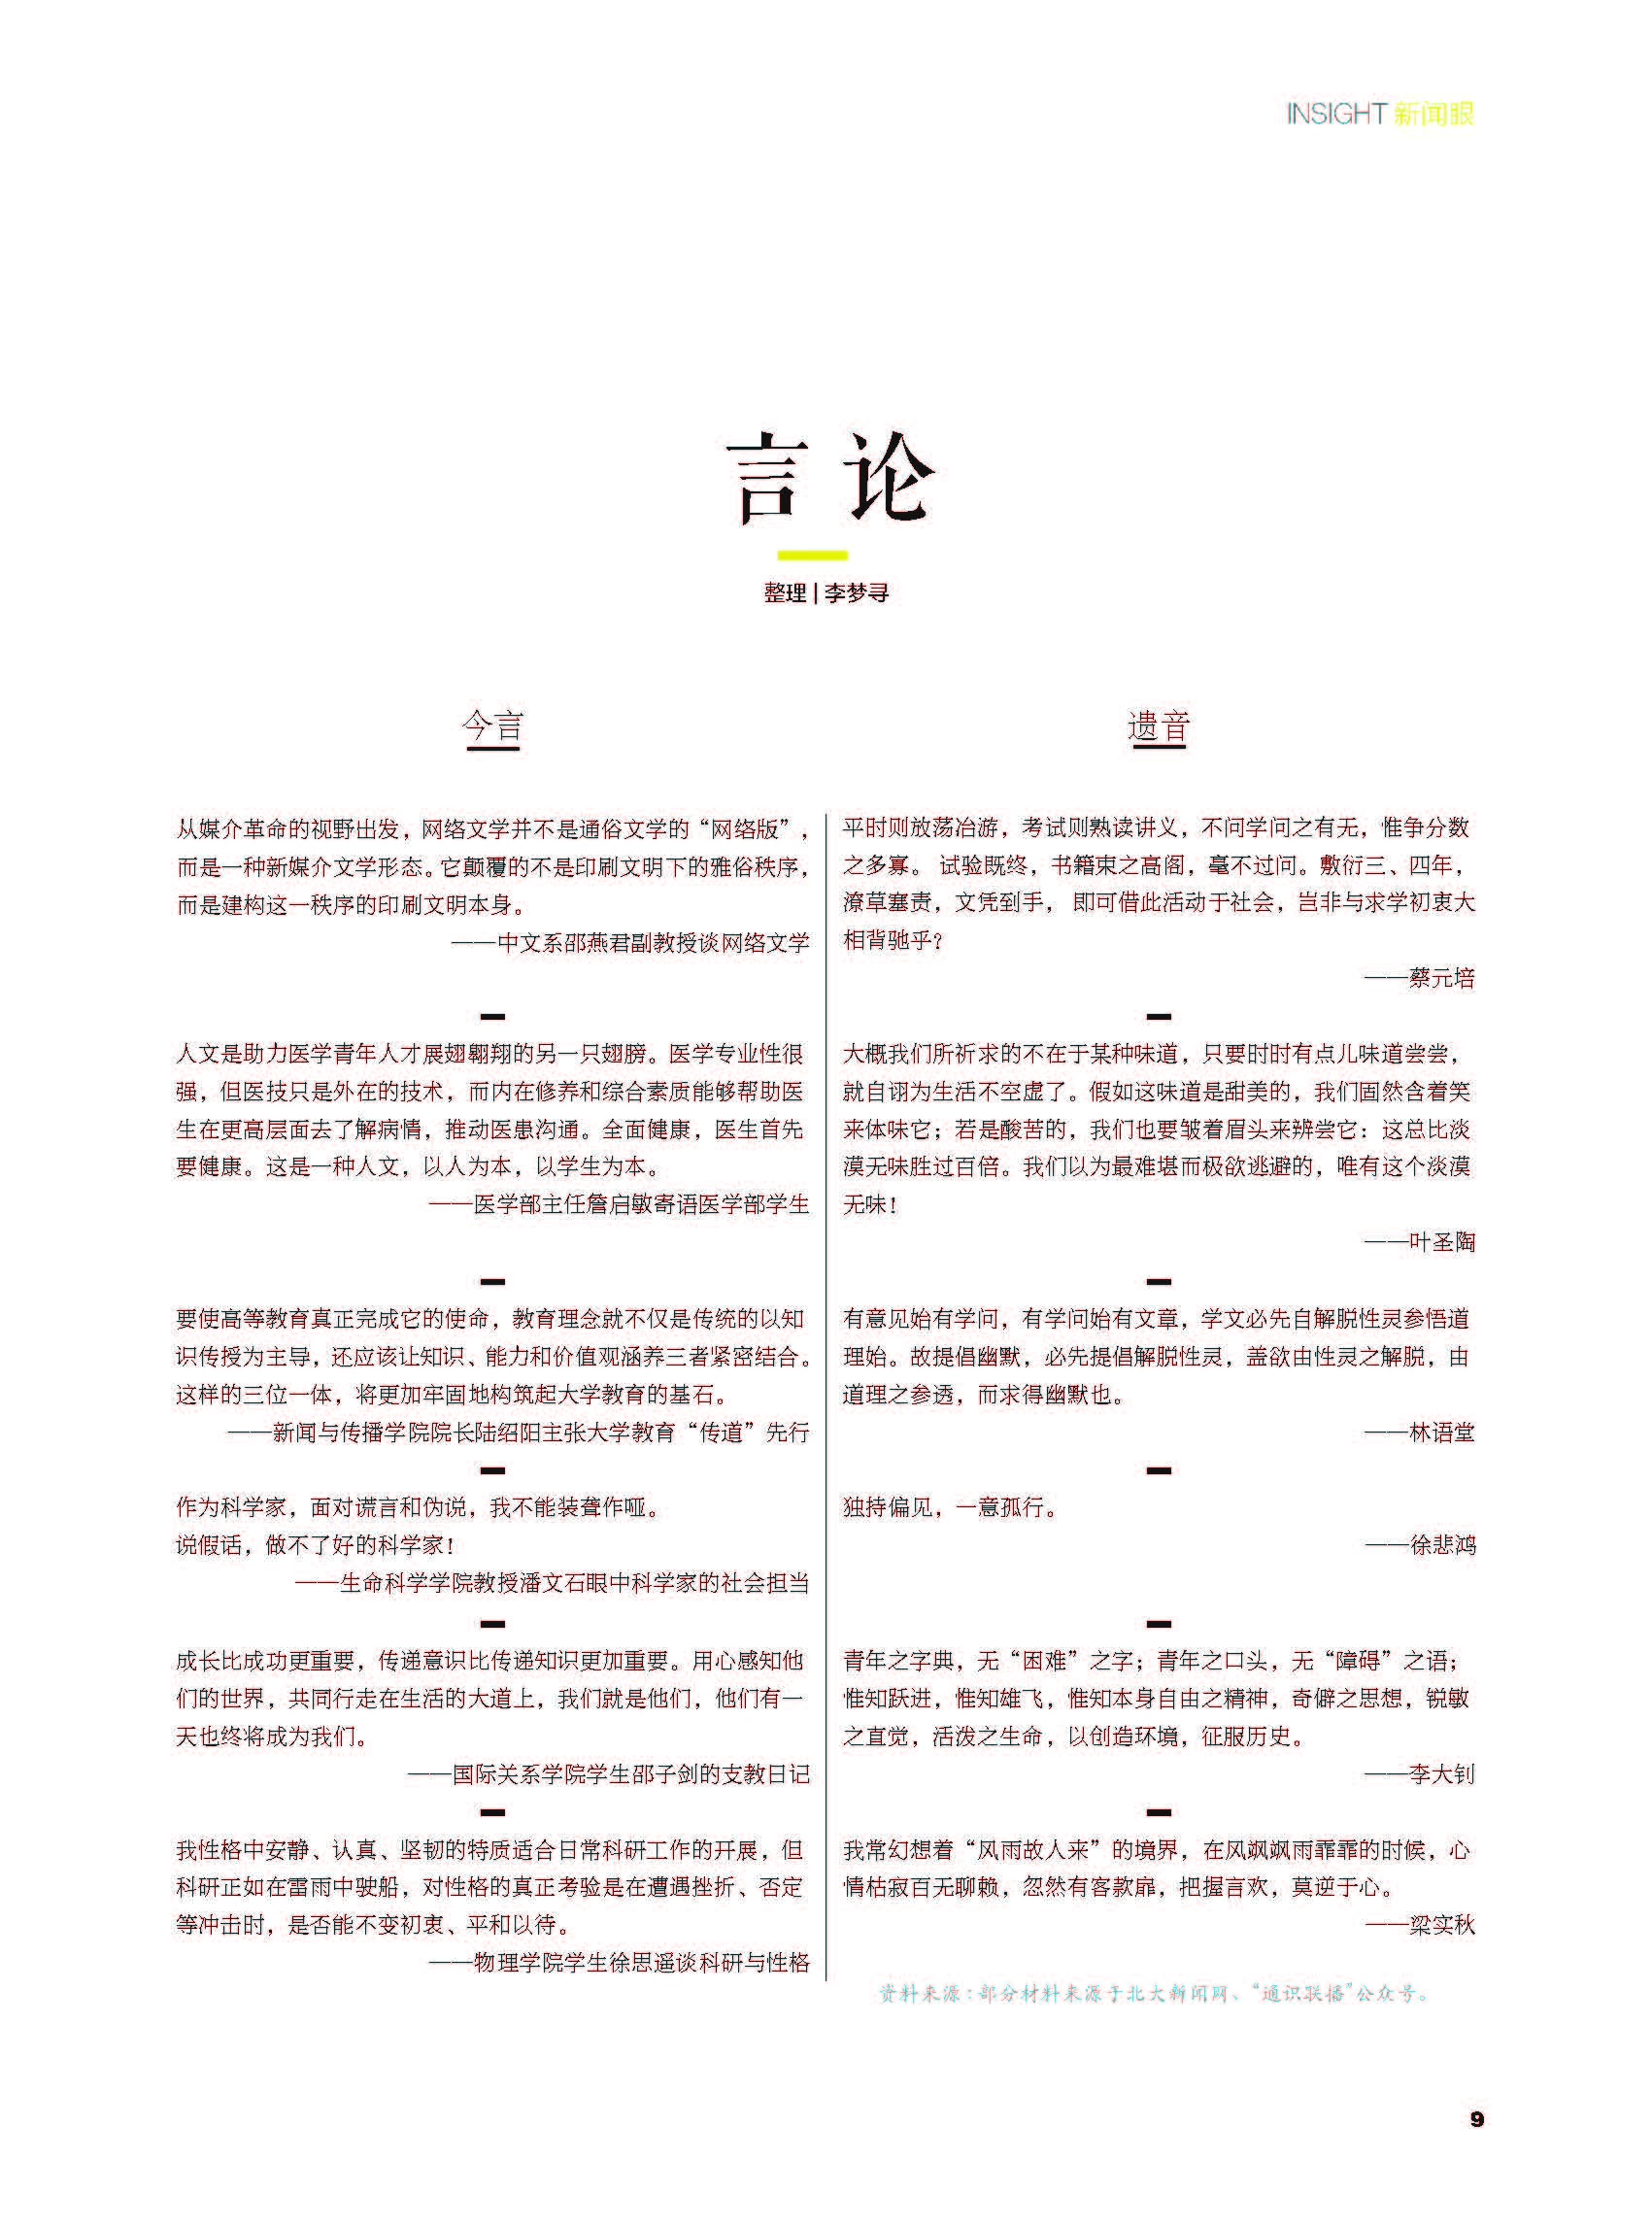 INSIGHT 新闻眼
言论
整理 | 李梦寻
今言
从媒介革命的视野出发，网络文学并不是通俗文学的“网络版”，
而是一种新媒介文学形态。它颠覆的不是印刷文明下的雅俗秩序，
而是建构这一秩序的印刷文明本身。
——中文系邵燕君副教授谈网络文学
人文是助力医学青年人才展翅翱翔的另一只翅膀。医学专业性很
强，但医技只是外在的技术，而内在修养和综合素质能够帮助医
生在更高层面去了解病情，推动医患沟通。全面健康，医生首先
要健康。这是一种人文，以人为本，以学生为本。
——医学部主任詹启敏寄语医学部学生
要使高等教育真正完成它的使命，教育理念就不仅是传统的以知
识传授为主导，还应该让知识、能力和价值观涵养三者紧密结合。
这样的三位一体，将更加牢固地构筑起大学教育的基石。
——新闻与传播学院院长陆绍阳主张大学教育“传道”先行
作为科学家，面对谎言和伪说，我不能装聋作哑。
说假话，做不了好的科学家！
——生命科学学院教授潘文石眼中科学家的社会担当
成长比成功更重要，传递意识比传递知识更加重要。用心感知他
们的世界，共同行走在生活的大道上，我们就是他们，他们有一
天也终将成为我们。
——国际关系学院学生邵子剑的支教日记
我性格中安静、认真、坚韧的特质适合日常科研工作的开展，但
科研正如在雷雨中驶船，对性格的真正考验是在遭遇挫折、否定
等冲击时，是否能不变初衷、平和以待。
——物理学院学生徐思遥谈科研与性格
遗音
平时则放荡冶游，考试则熟读讲义，不问学问之有无，惟争分数
之多寡。 试验既终，书籍束之高阁，毫不过问。敷衍三、四年，
潦草塞责，文凭到手， 即可借此活动于社会，岂非与求学初衷大
相背驰乎？
——蔡元培
大概我们所祈求的不在于某种味道，只要时时有点儿味道尝尝，
就自诩为生活不空虚了。假如这味道是甜美的，我们固然含着笑
来体味它；若是酸苦的，我们也要皱着眉头来辨尝它：这总比淡
漠无味胜过百倍。我们以为最难堪而极欲逃避的，唯有这个淡漠
无味！
——叶圣陶
有意见始有学问，有学问始有文章，学文必先自解脱性灵参悟道
理始。故提倡幽默，必先提倡解脱性灵，盖欲由性灵之解脱，由
道理之参透，而求得幽默也。
——林语堂
独持偏见，一意孤行。
——徐悲鸿
青年之字典，无“困难”之字；青年之口头，无“障碍”之语；
惟知跃进，惟知雄飞，惟知本身自由之精神，奇僻之思想，锐敏
之直觉，活泼之生命，以创造环境，征服历史。
——李大钊
我常幻想着“风雨故人来”的境界，在风飒飒雨霏霏的时候，心
情枯寂百无聊赖，忽然有客款扉，把握言欢，莫逆于心。
——梁实秋
资料来源：部分材料来源于北大新闻网、“通识联播”公众号。
9